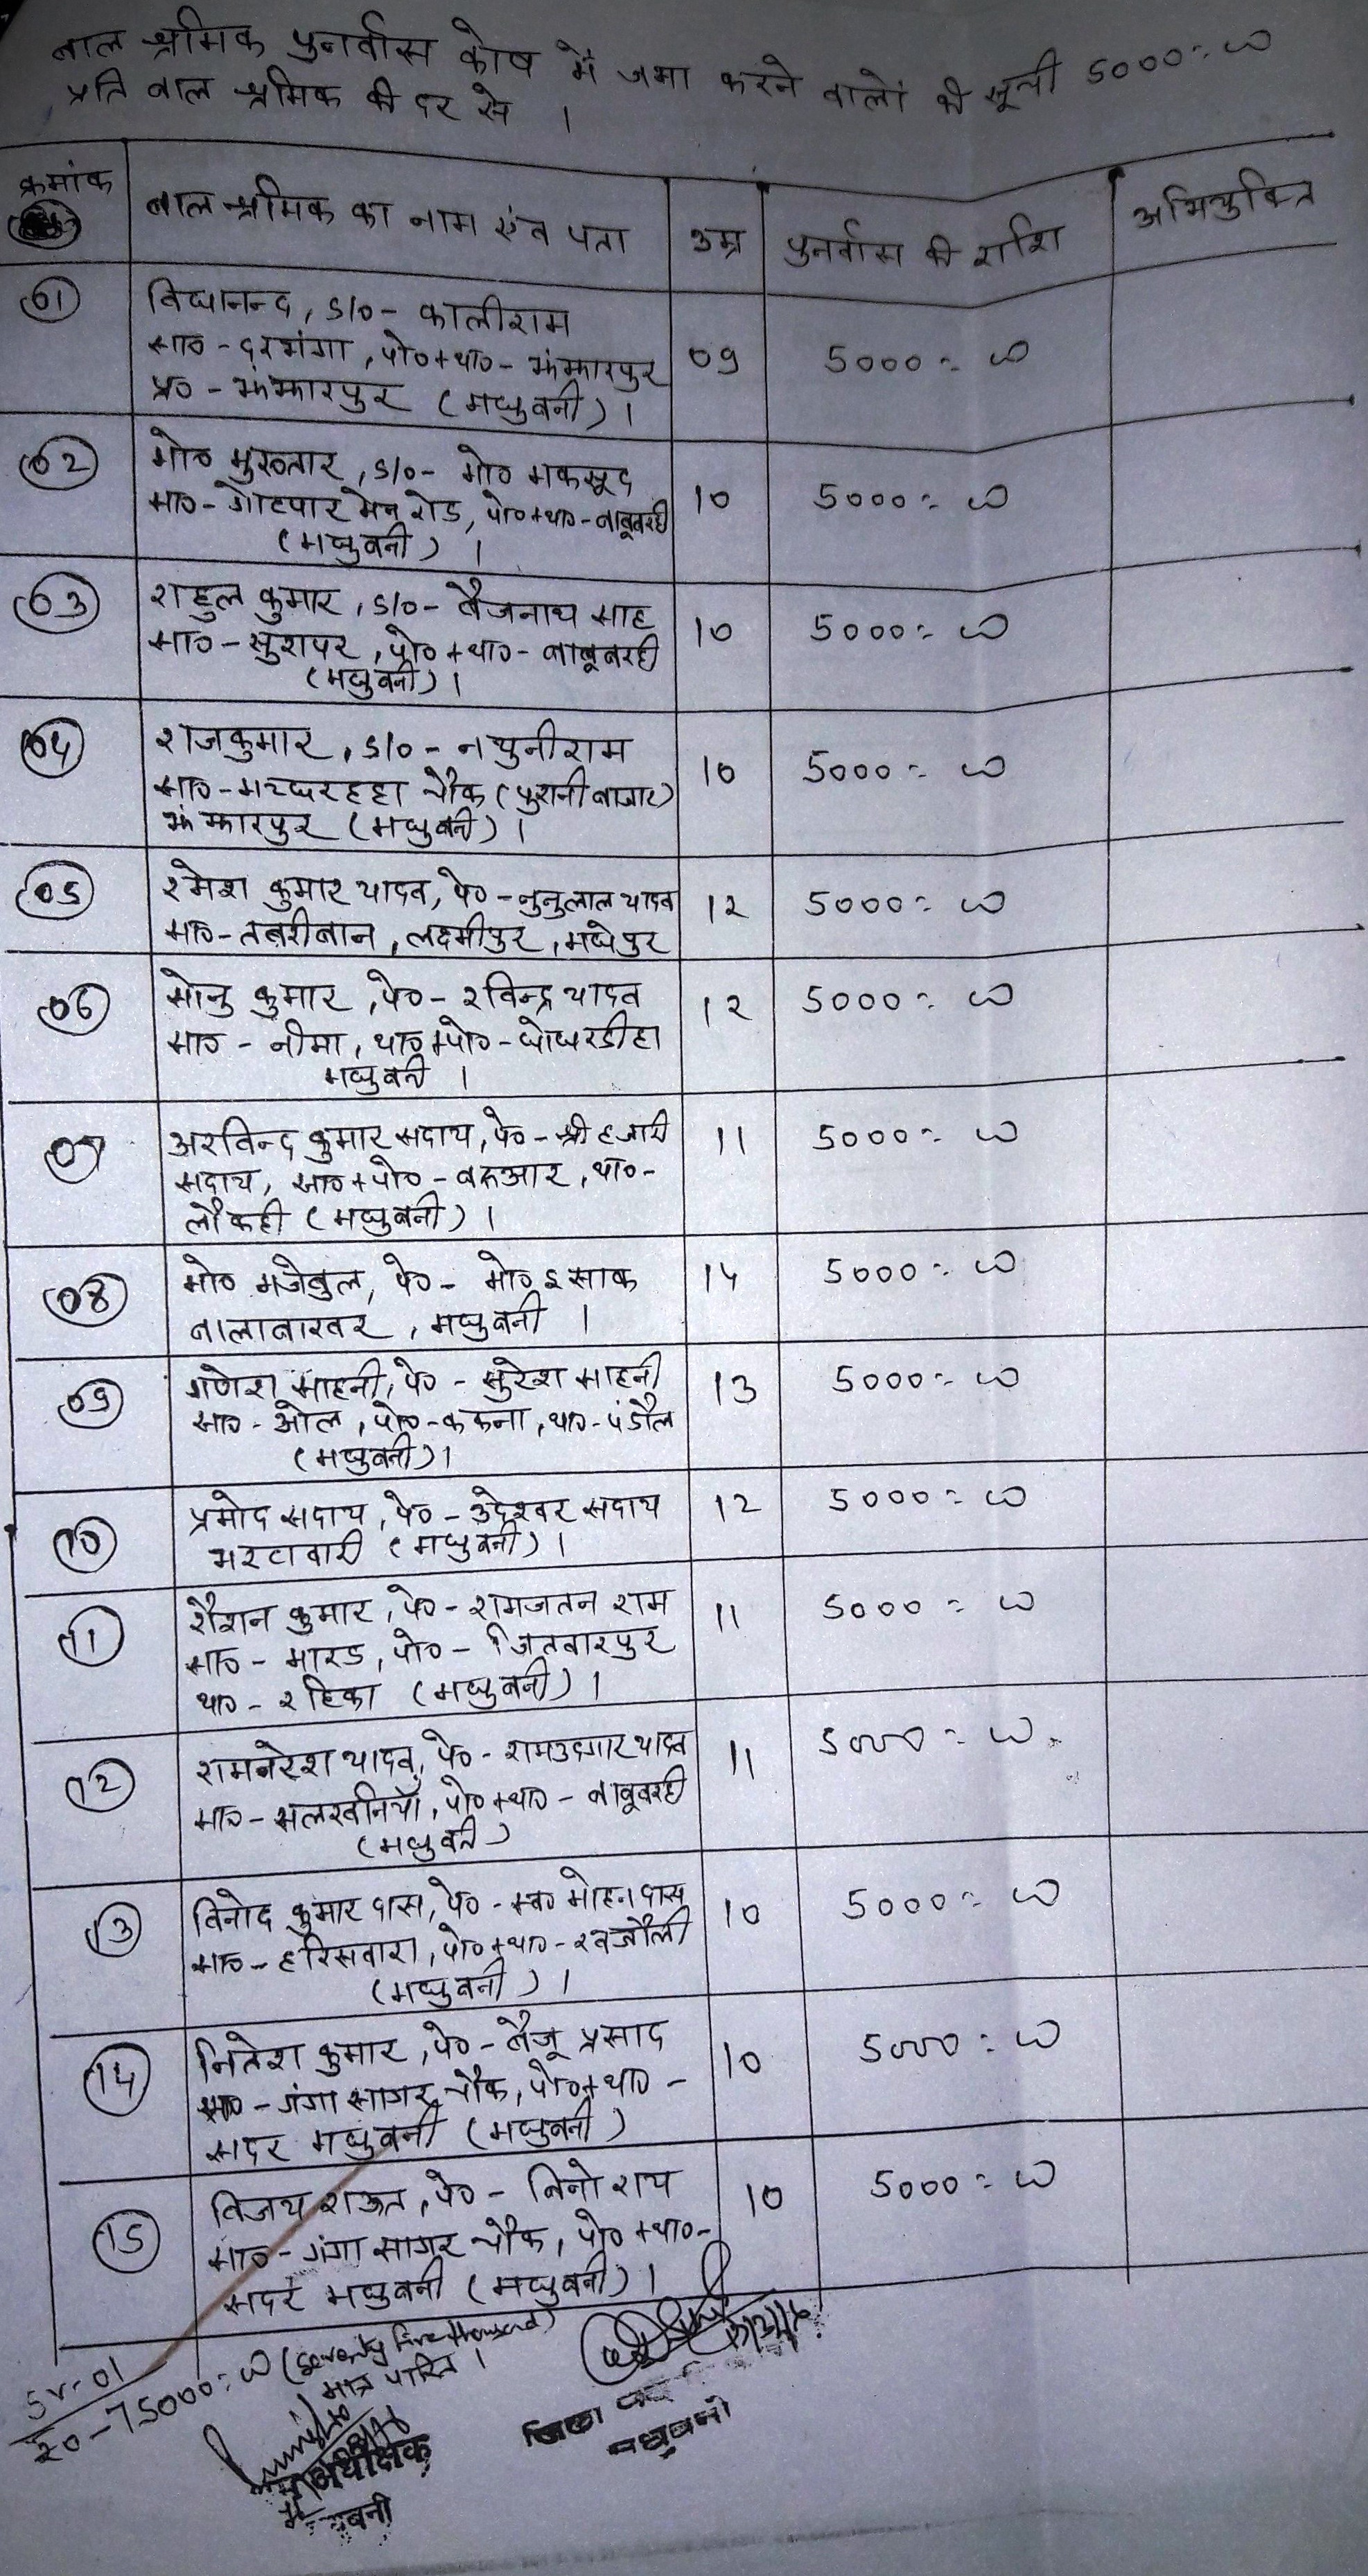 बाल श्रमिक पुनर्वास कोष में जमा करने वालों की सूची 5000=00
प्रति बाल श्रमिक की दर से ।
क्रमांक
बाल श्रमिक का नाम एंव पता
उम्र
पुनर्वास की राशि
अभियुक्ति
01
विद्यानन्द, S/o- कालीराम
सा०-दरभंगा, पो०+था०- झंझारपुर
प्र० - झंझारपुर (मधुबनी) ।
09
5000=00
02
मो० मुख्तार, S/o- मो० मकसूद
सा०- गोटपार मेन रोड, पो०+था०-बाबूबरही
(मधुबनी) ।
10
5000=00
03
राहुल कुमार, S/o- बैजनाथ साह
सा०-सुरापर, पो०+था०- बाबूबरही
(मधुबनी) ।
10
5000=00
04
राजकुमार, S/o- नथुनीराम
सा०-मच्छरहट्टा चौक (पुरानी बाजार)
झंझारपुर (मधुबनी) ।
10
5000=00
05
रमेश कुमार यादव, पे०-नुनुलाल यादव
सा०-तबरीबान, लक्ष्मीपुर, मधेपुर
12
5000=00
06
सोनु कुमार, पे०- रविन्द्र यादव
सा० - नीमा, था०+पो०-घोघरडीहा
मधुबनी ।
12
5000=00
07
अरविन्द कुमार सदाय, पे०-श्री हजारी
सदाय, सा०+पो० - बरुआर, था०-
लौकही (मधुबनी) ।
11
5000=00
08
मो० मजेबुल, पे०- मो० इसाक
बालाबाखर, मधुबनी ।
14
5000=00
09
गणेश साहनी, पे० - सुरेश साहनी
सा०- ओल, पो०-ककना, था०-पंडौल
(मधुबनी) ।
13
5000=00
10
प्रमोद सदाय, पे०-उदेश्वर सदाय
भरटाबारी (मधुबनी) ।
12
5000=00
11
रौशन कुमार, पे०-रामजतन राम
सा०- मारड, पो०- जितबारपुर
था०- रहिका (मधुबनी) ।
11
5000=00
12
रामनरेश यादव, पे०-रामउदगार यादव
सा०-सलखनियाँ, पो०+था०- बाबूबरही
(मधुबनी)
11
5000=00
13
विनोद कुमार दास, पे०-स्व० मोहन दास
सा०-हरिसवारा, पो०+था०-खजौली
(मधुबनी) ।
10
5000=00
14
नितेश कुमार, पे०-बैजू प्रसाद
सा०-गंगा सागर चौक, पो०+था०-
सदर मधुबनी (मधुबनी)
10
5000=00
15
विजय राऊत, पे०- विनो राय
सा०-गंगा सागर चौक, पो०+था०-
सदर मधुबनी (मधुबनी) ।
10
5000=00
रू०-75000=00 (Seventy Five thousand)
मात्र पारित ।
मधुबनी